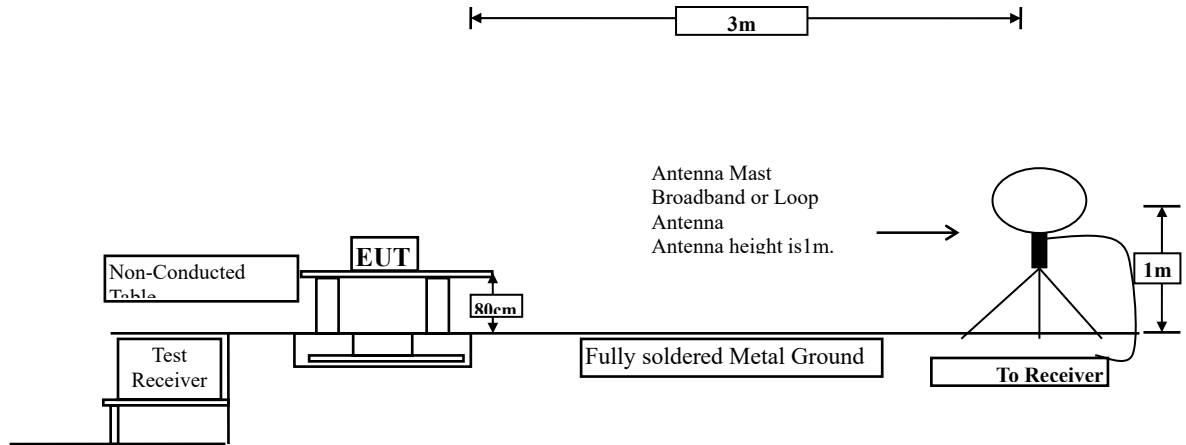 3m
Antenna Mast
Broadband or Loop
Antenna
Antenna height is1m.
EUT
Non-Conducted
Table
80cm
1m
Test
Receiver
Fully soldered Metal Ground
To Receiver